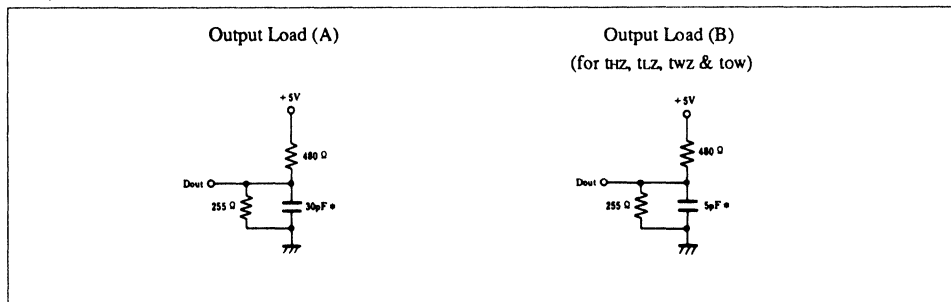 Output Load (A)
+5V
480 Ω
Dout
255 Ω
30pF *
Output Load (B)
(for tHZ, tLZ, tWZ & tOW)
+5V
480 Ω
Dout
255 Ω
5pF *